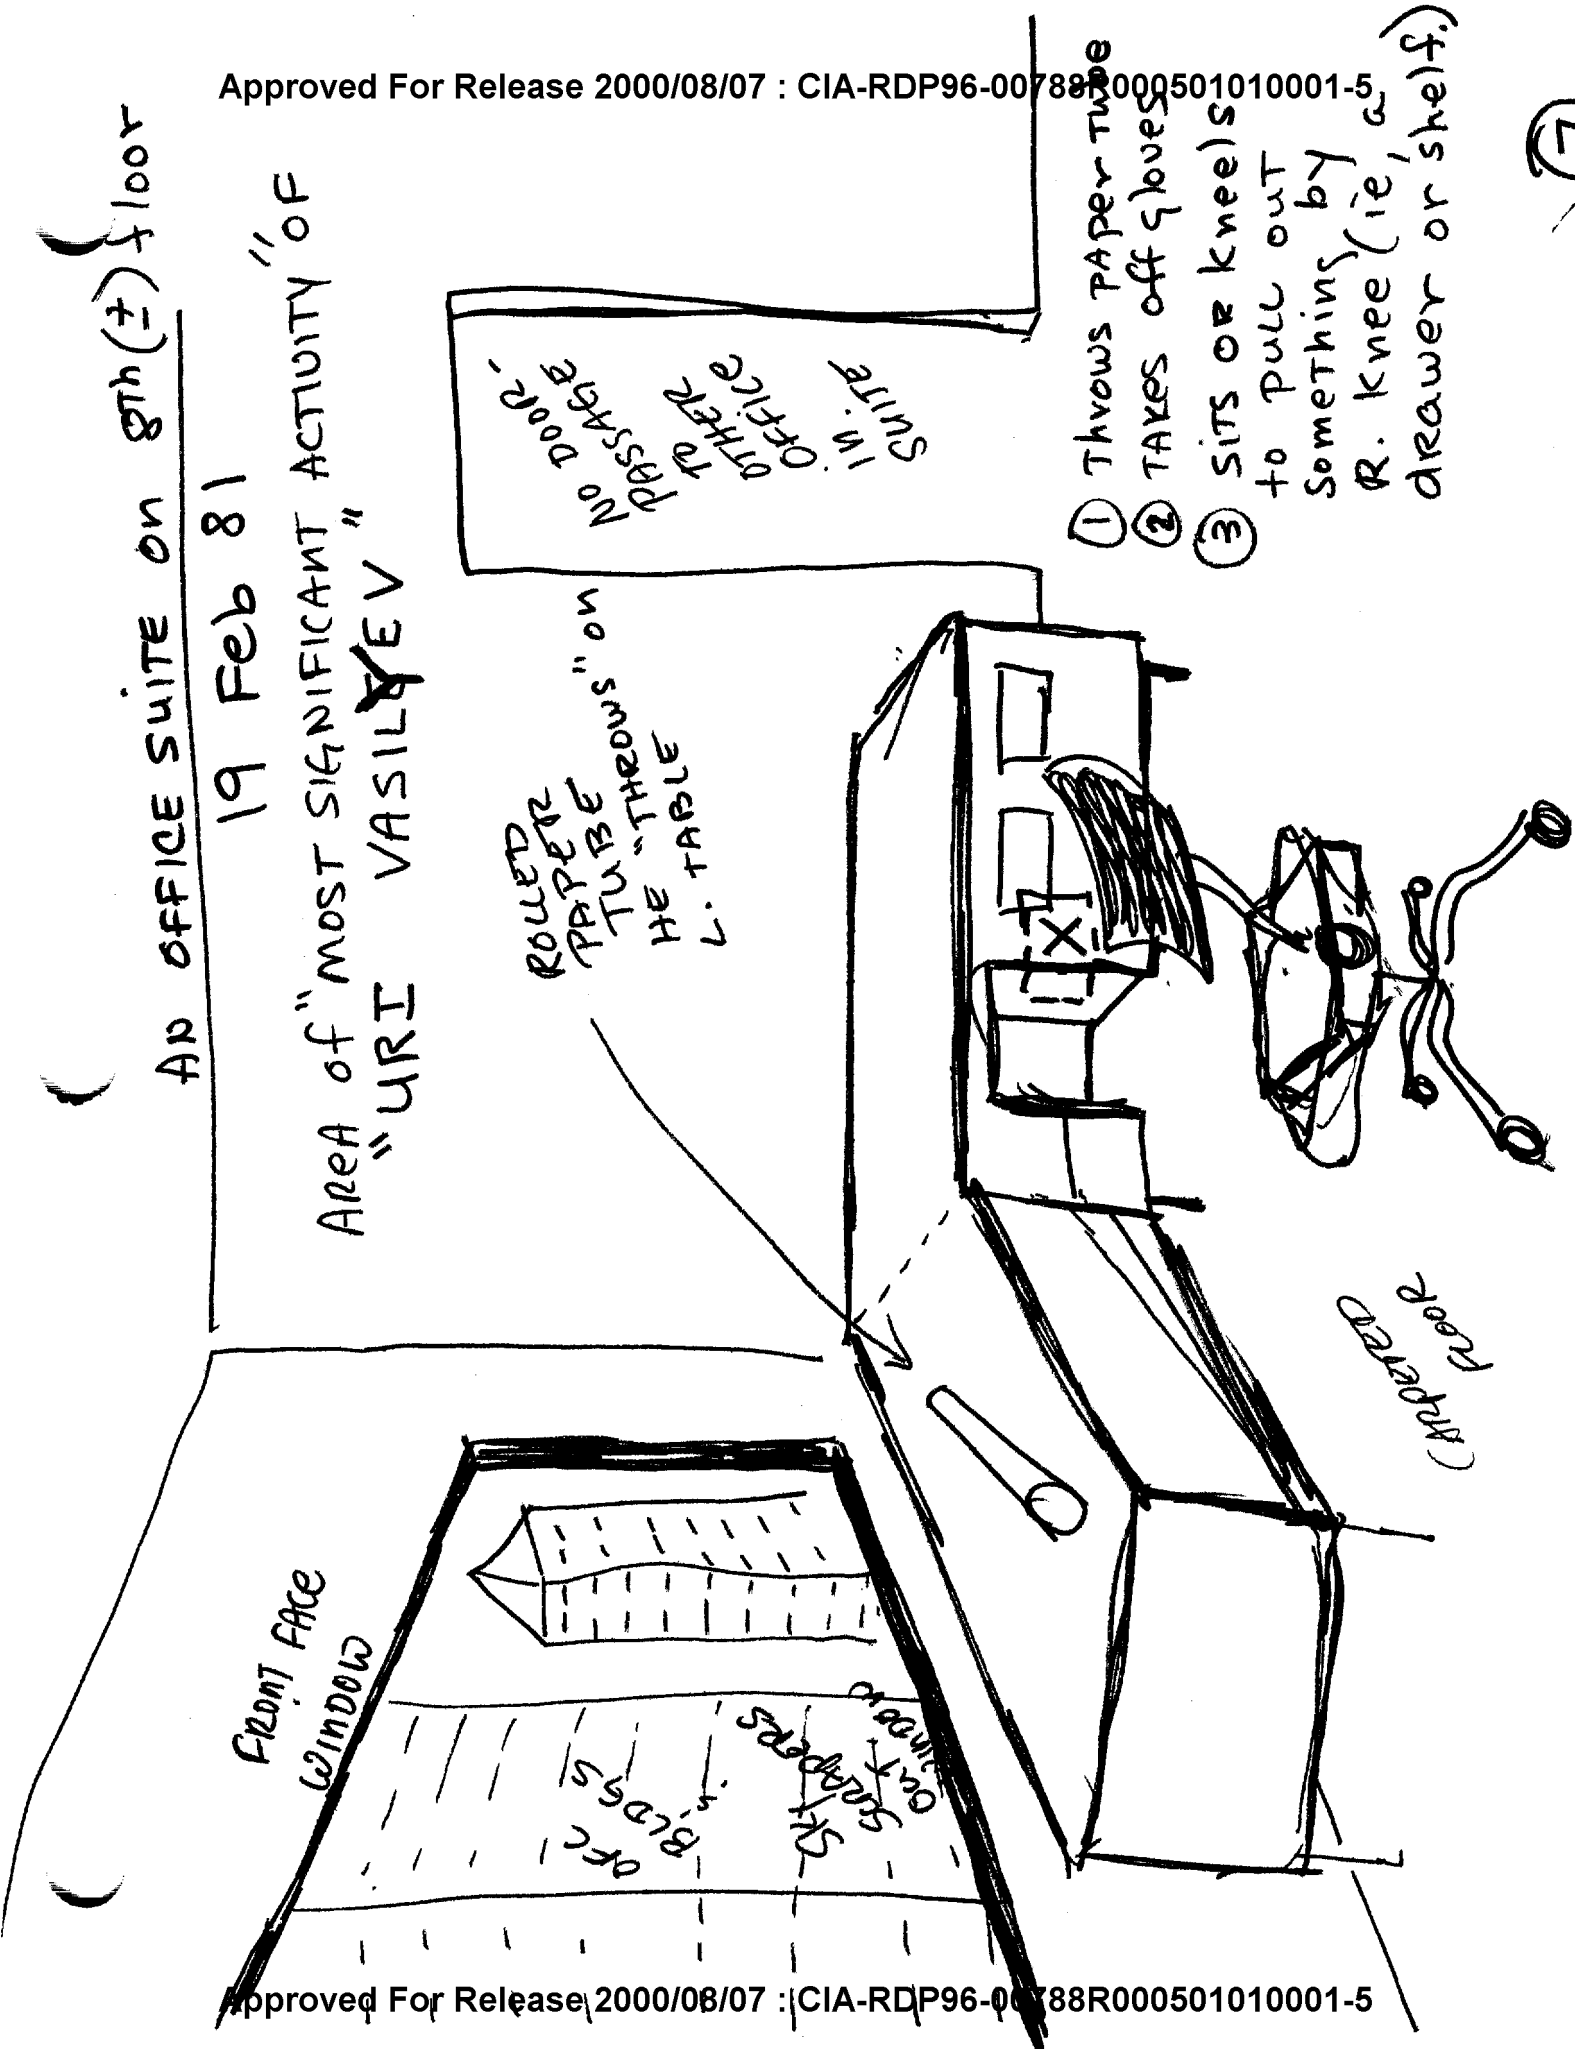 Approved For Release 2000/08/07 : CIA-RDP96-00788R000501010001-5
AN OFFICE SUITE on 8Th (±) floor
19 Feb 81
AREA of "MOST SIGNIFICANT ACTIVITY" OF
"URI VASILYEV"
FRONT FACE
WINDOW
OFC
BLDGS
in.
SKY
SCRAPERS
OUT
WINDOW
ROLLED
PAPER
TUBE
HE "THROWS" on
L. TABLE
NO DOOR-
PASSAGE
TO
OTHER
OFFICE
IN.
SUITE
X
CARPETED
FLOOR
① Throws PAPER TUBE
② TAKES off gloves
③ SITS OR kneels
to pull out
something by
R. knee (ie, a
drawer or shelf.)
7
Approved For Release 2000/08/07 : CIA-RDP96-00788R000501010001-5